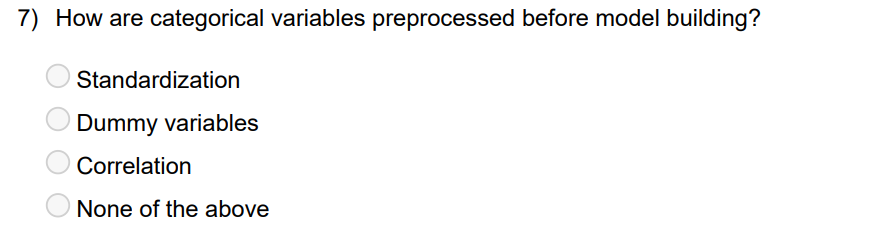 7) How are categorical variables preprocessed before model building?
Standardization
Dummy variables
Correlation
None of the above